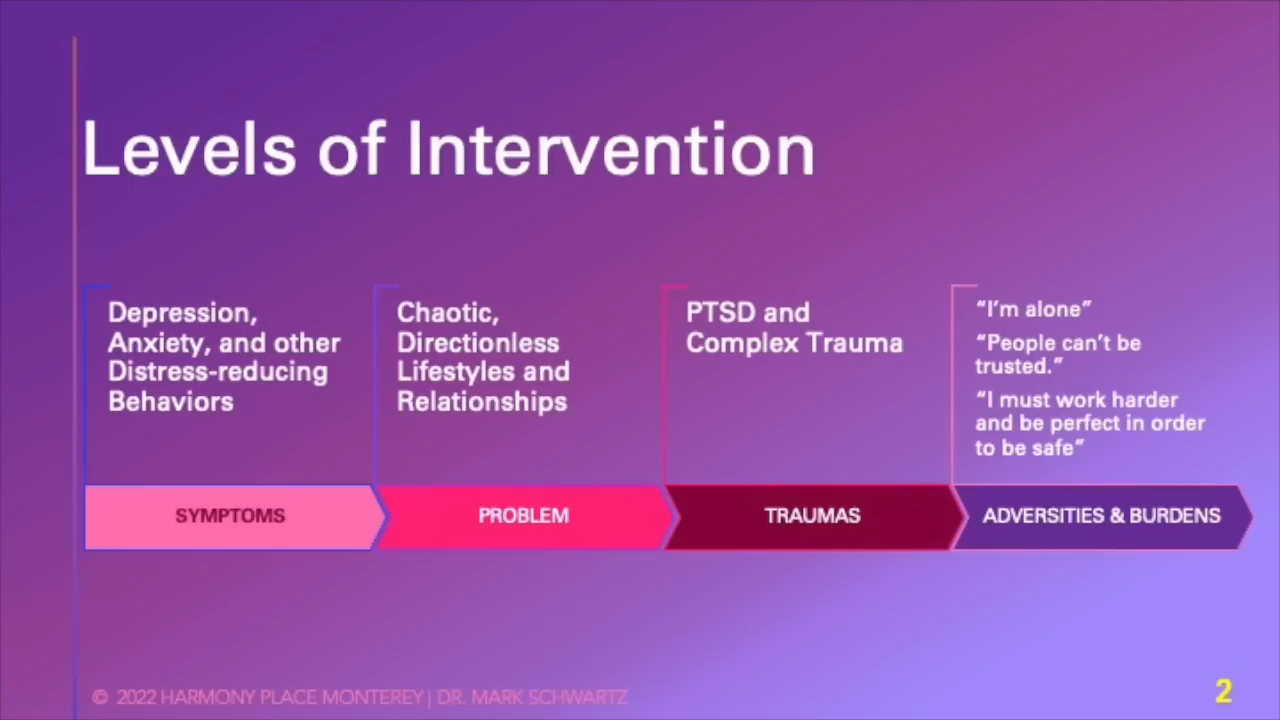 Levels of Intervention
Depression,
Anxiety, and other
Distress-reducing
Behaviors
SYMPTOMS
Chaotic,
Directionless
Lifestyles and
Relationships
PROBLEM
PTSD and
Complex Trauma
TRAUMAS
“I’m alone”
“People can’t be
trusted.”
“I must work harder
and be perfect in order
to be safe”
ADVERSITIES & BURDENS
© 2022 HARMONY PLACE MONTEREY | DR. MARK SCHWARTZ
2